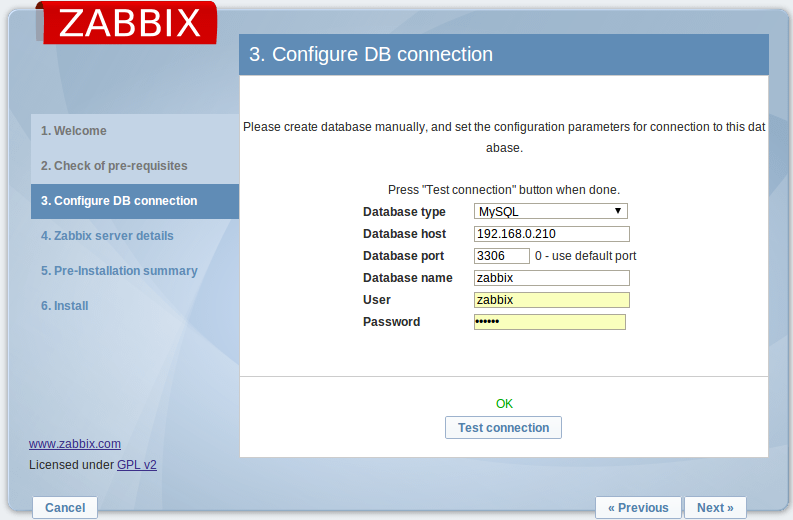 ZABBIX
3. Configure DB connection
1. Welcome
2. Check of pre-requisites
3. Configure DB connection
4. Zabbix server details
5. Pre-Installation summary
6. Install
Please create database manually, and set the configuration parameters for connection to this dat
abase.
Press "Test connection" button when done.
Database type MySQL
Database host 192.168.0.210
Database port 3306 0 - use default port
Database name zabbix
User zabbix
Password ••••••
OK
Test connection
www.zabbix.com
Licensed under GPL v2
Cancel « Previous Next »